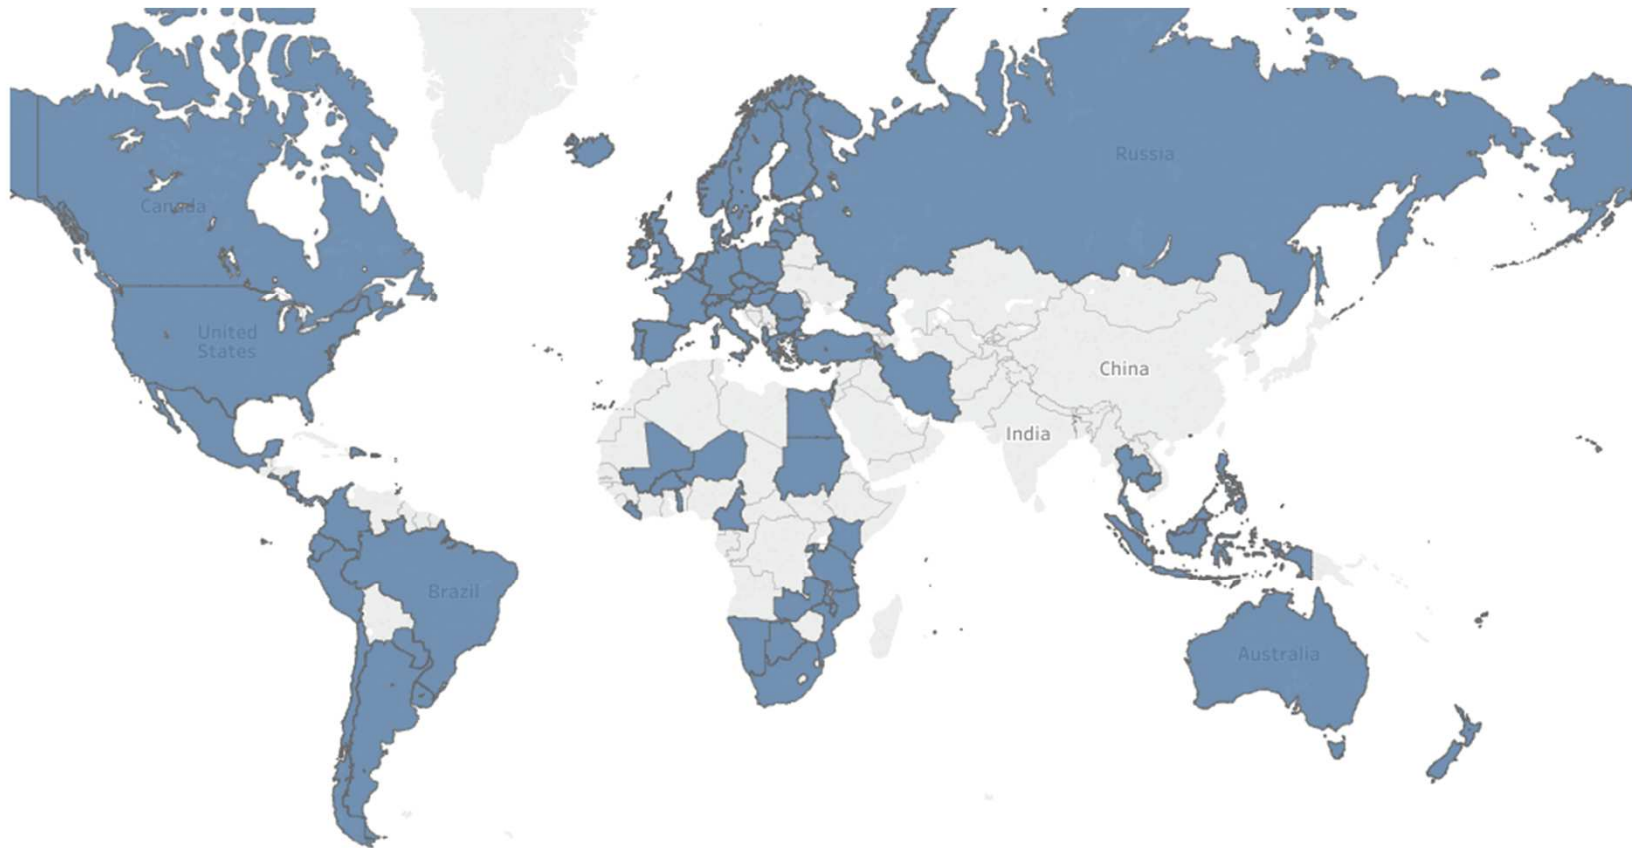 Russia
Canada
United
States
China
India
Brazil
Australia